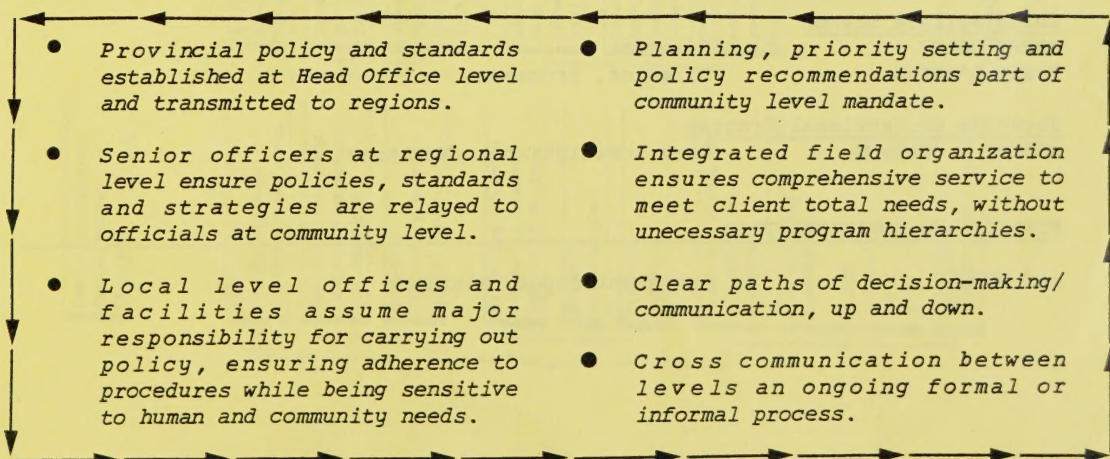 ● Provincial policy and standards
established at Head Office level
and transmitted to regions.
● Senior officers at regional
level ensure policies, standards
and strategies are relayed to
officials at community level.
● Local level offices and
facilities assume major
responsibility for carrying out
policy, ensuring adherence to
procedures while being sensitive
to human and community needs.
● Planning, priority setting and
policy recommendations part of
community level mandate.
● Integrated field organization
ensures comprehensive service to
meet client total needs, without
unecessary program hierarchies.
● Clear paths of decision-making/
communication, up and down.
● Cross communication between
levels an ongoing formal or
informal process.